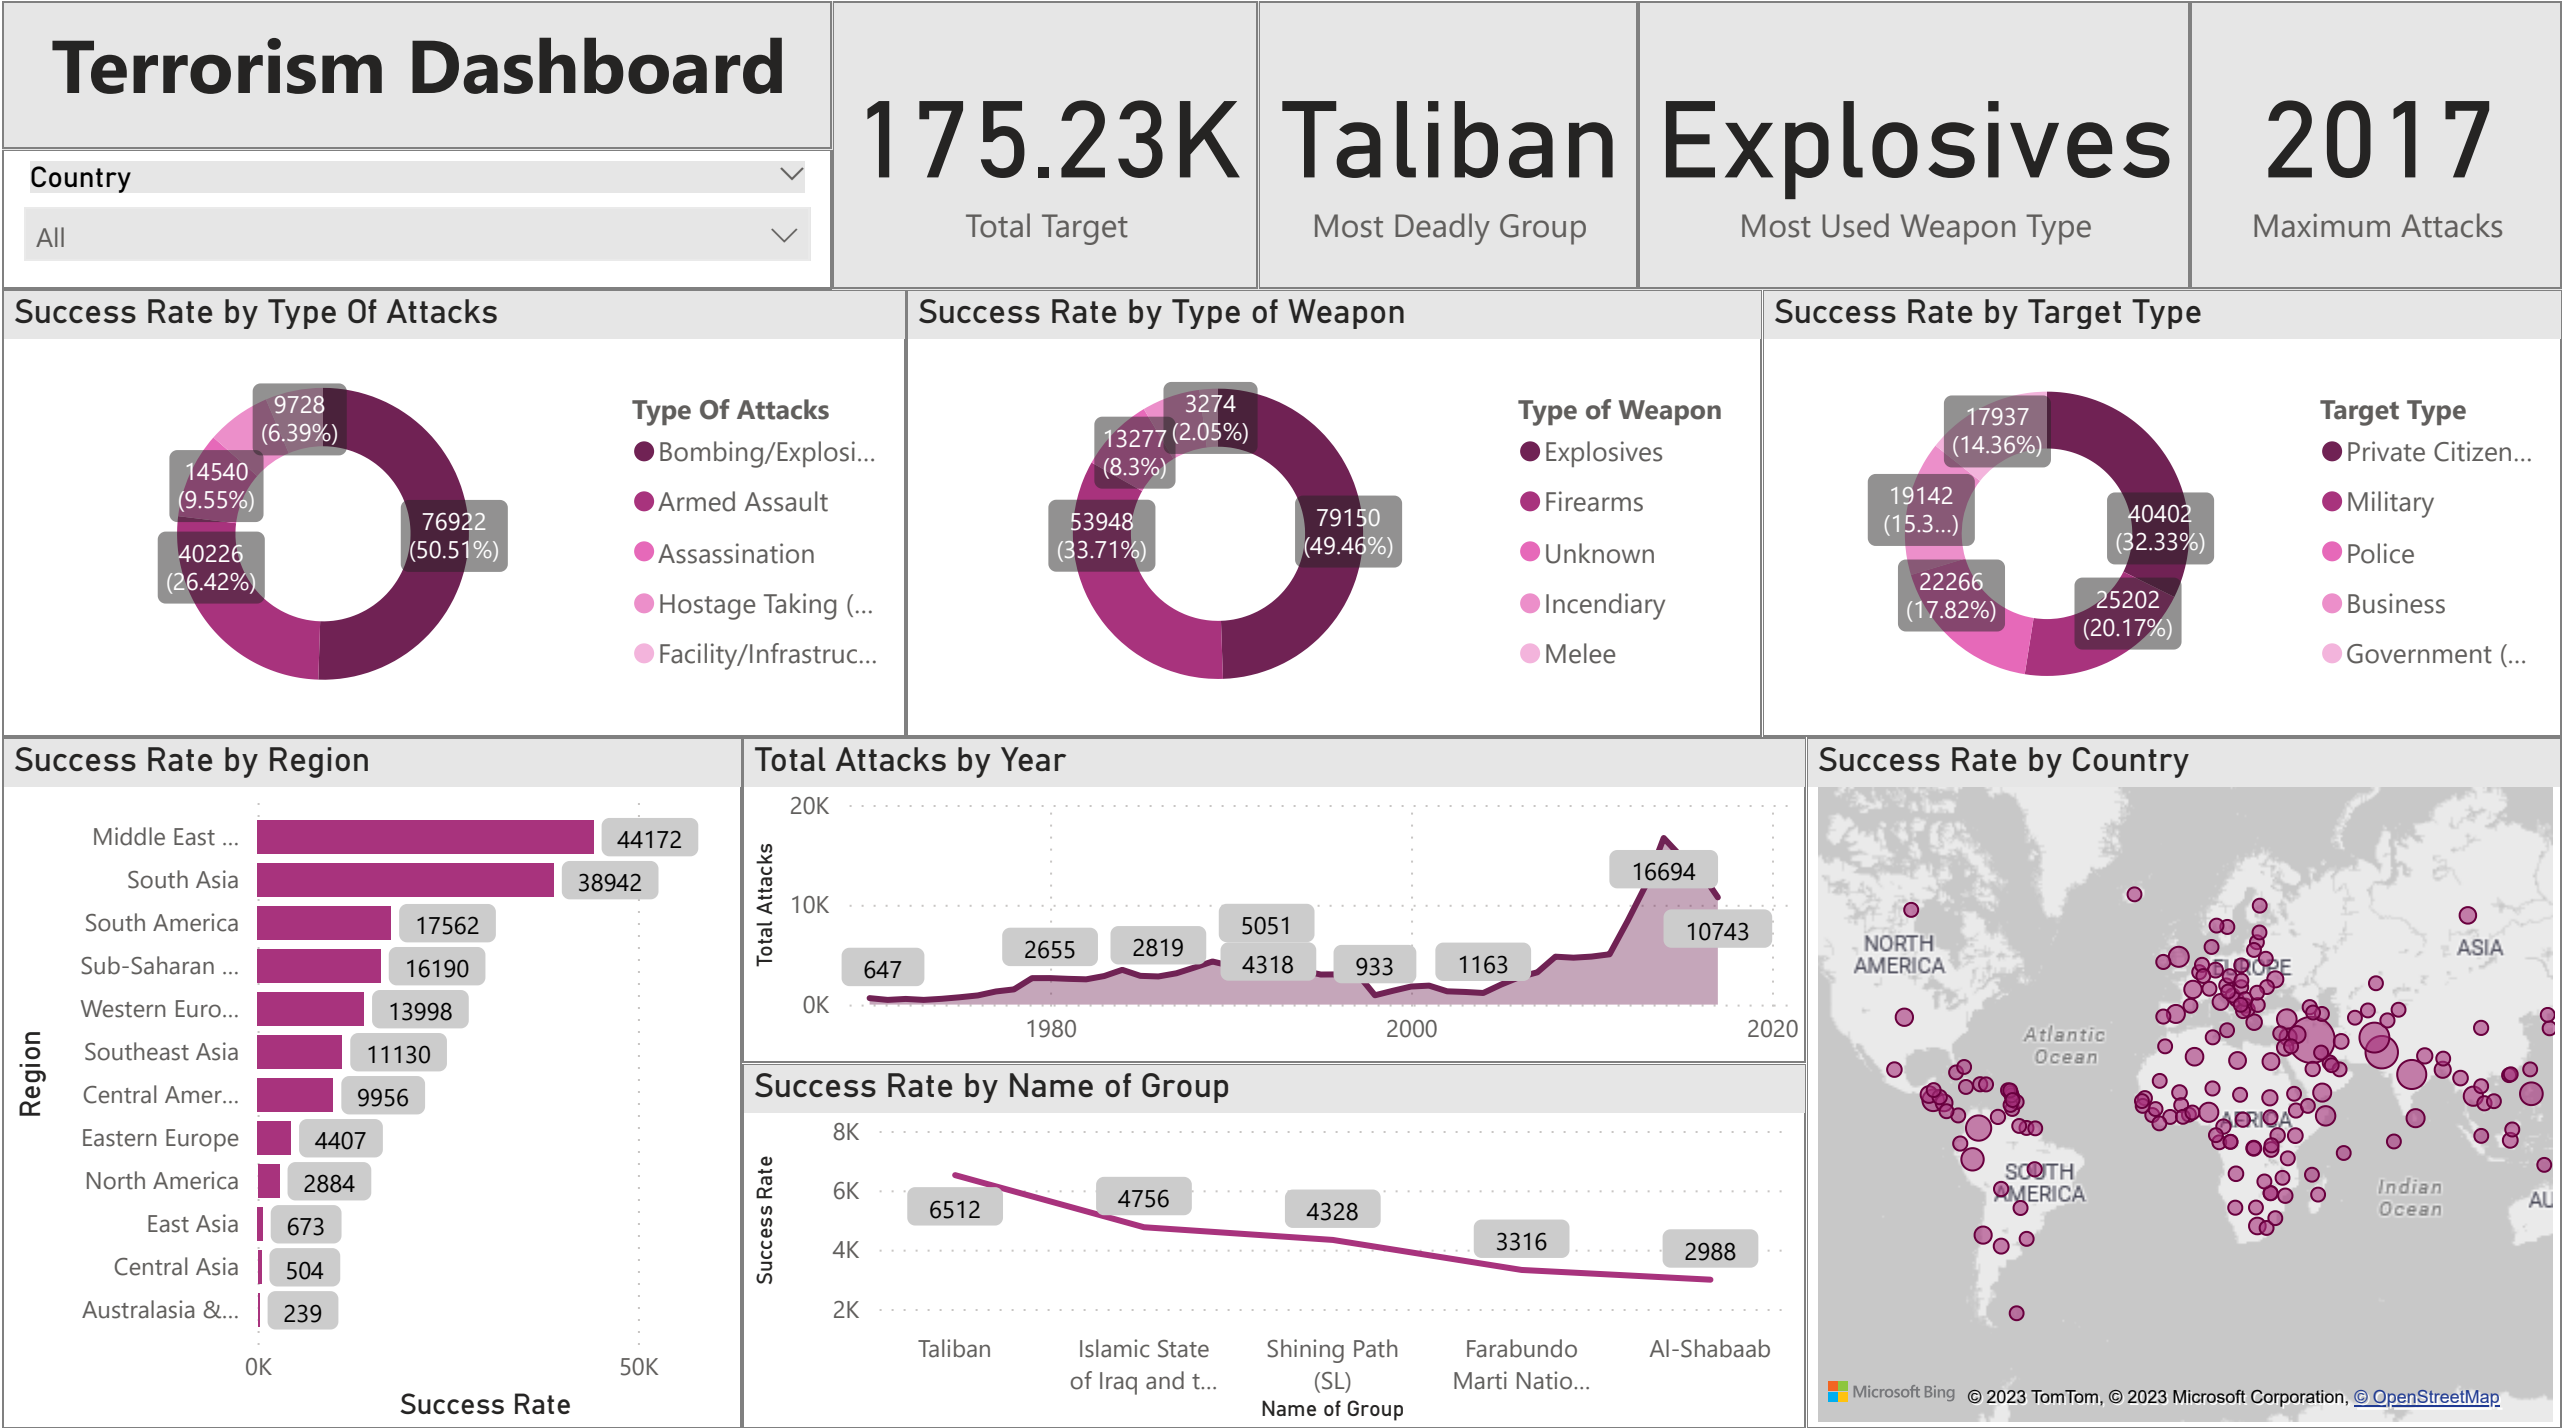 Terrorism Dashboard
Country
All
175.23K
Total Target
Taliban
Most Deadly Group
Explosives
Most Used Weapon Type
2017
Maximum Attacks
Success Rate by Type Of Attacks
9728
(6.39%)
14540
(9.55%)
40226
(26.42%)
76922
(50.51%)
Type Of Attacks
Bombing/Explosi...
Armed Assault
Assassination
Hostage Taking (...
Facility/Infrastruc...
Success Rate by Type of Weapon
3274
(2.05%)
13277
(8.3%)
53948
(33.71%)
79150
(49.46%)
Type of Weapon
Explosives
Firearms
Unknown
Incendiary
Melee
Success Rate by Target Type
17937
(14.36%)
19142
(15.3...)
22266
(17.82%)
40402
(32.33%)
25202
(20.17%)
Target Type
Private Citizen...
Military
Police
Business
Government (...
Success Rate by Region
Region
Middle East ... 44172
South Asia 38942
South America 17562
Sub-Saharan ... 16190
Western Euro... 13998
Southeast Asia 11130
Central Amer... 9956
Eastern Europe 4407
North America 2884
East Asia 673
Central Asia 504
Australasia &... 239
0K 50K
Success Rate
Total Attacks by Year
Total Attacks
20K
10K
0K
647
2655
2819
5051
4318
933
1163
16694
10743
1980 2000 2020
Success Rate by Name of Group
Success Rate
8K
6K
4K
2K
6512
4756
4328
3316
2988
Taliban
Islamic State
of Iraq and t...
Shining Path
(SL)
Farabundo
Marti Natio...
Al-Shabaab
Name of Group
Success Rate by Country
NORTH
AMERICA
EUROPE
ASIA
Atlantic
Ocean
AFRICA
SOUTH
AMERICA
Indian
Ocean
AU
Microsoft Bing
© 2023 TomTom, © 2023 Microsoft Corporation, © OpenStreetMap